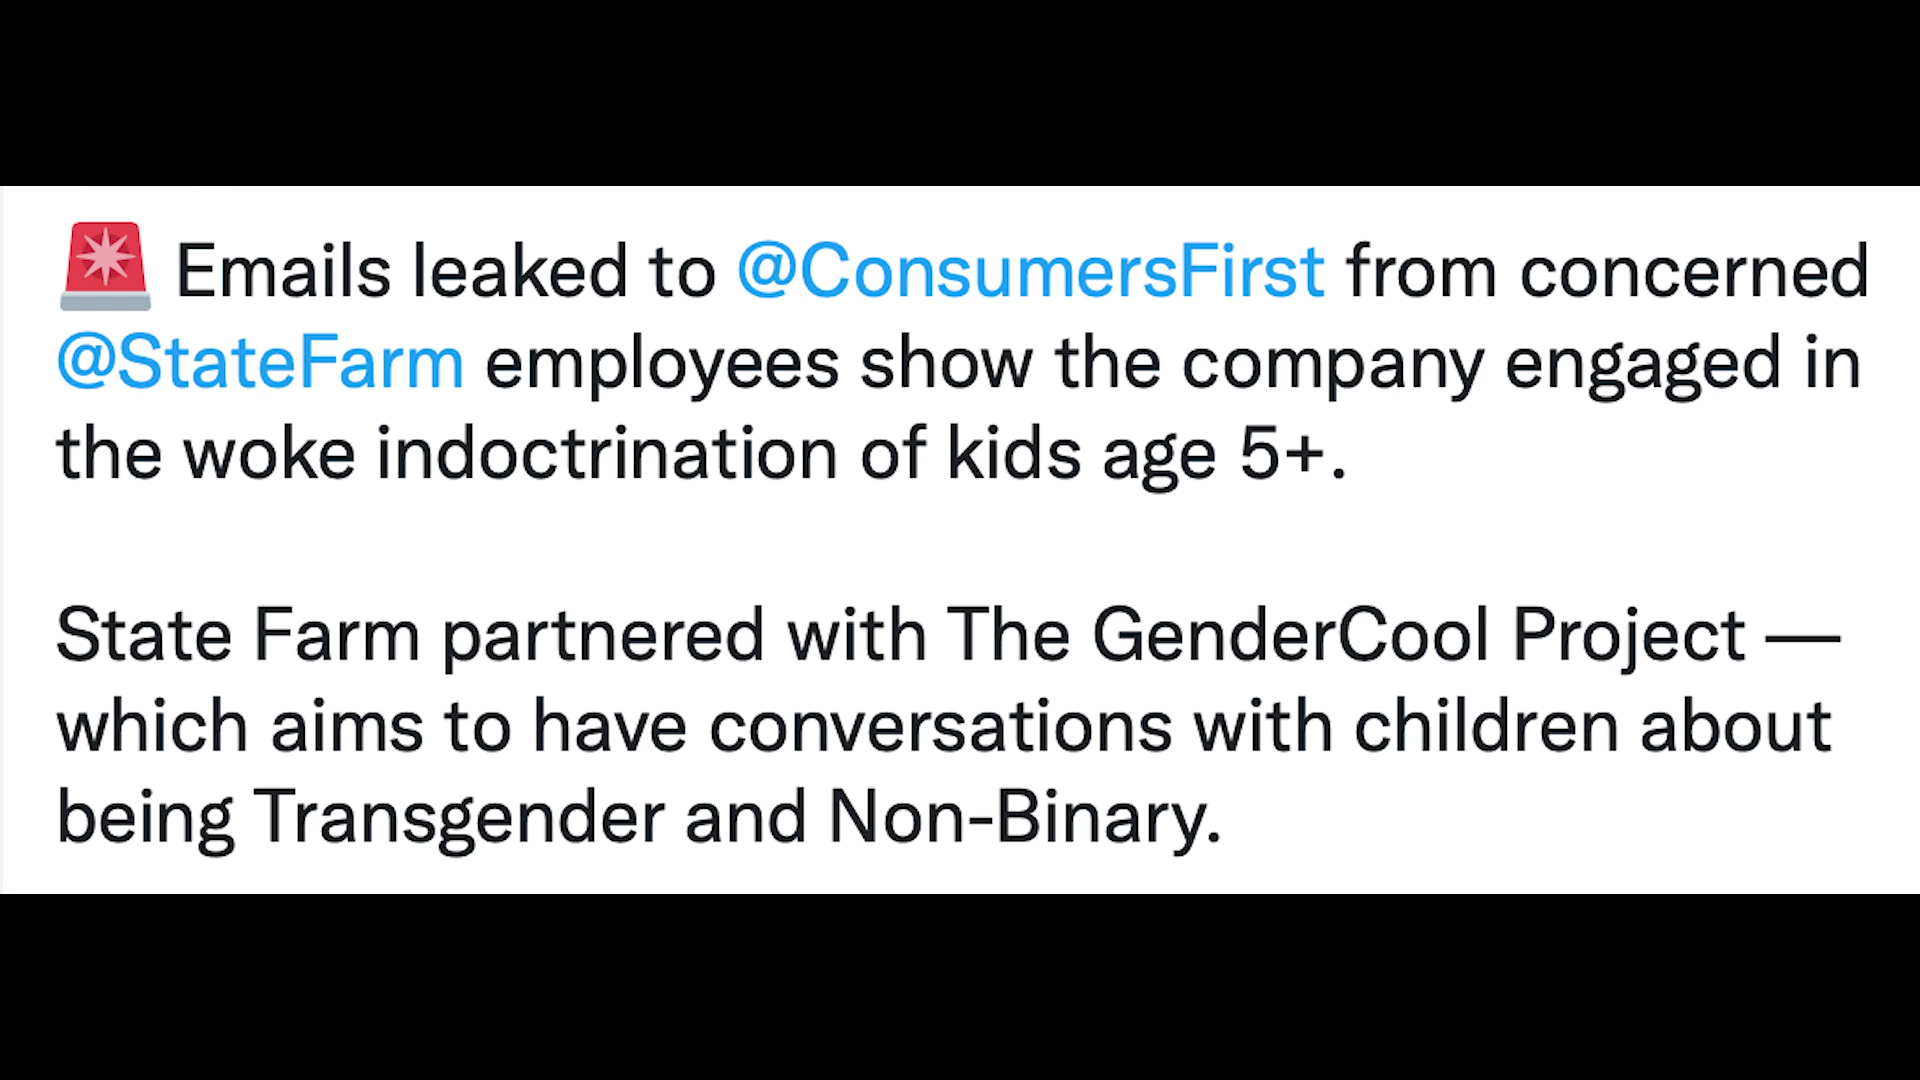 🚨 Emails leaked to @ConsumersFirst from concerned
@StateFarm employees show the company engaged in
the woke indoctrination of kids age 5+.
State Farm partnered with The GenderCool Project —
which aims to have conversations with children about
being Transgender and Non-Binary.